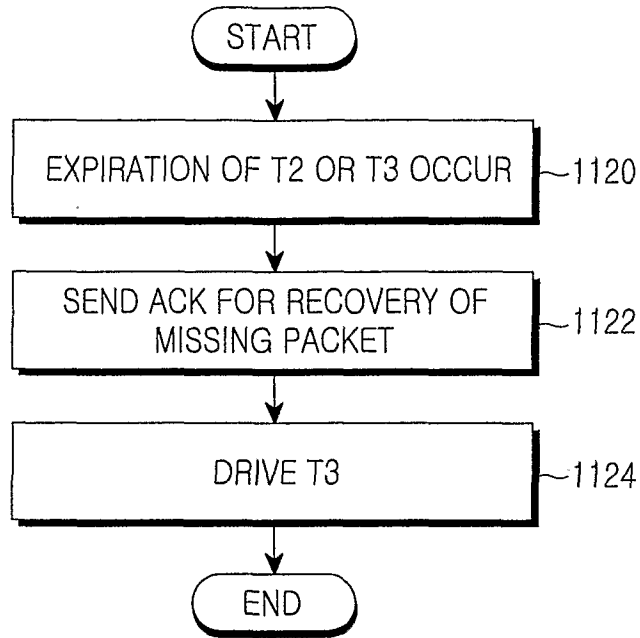 START
EXPIRATION OF T2 OR T3 OCCUR
1120
SEND ACK FOR RECOVERY OF
MISSING PACKET
1122
DRIVE T3
1124
END